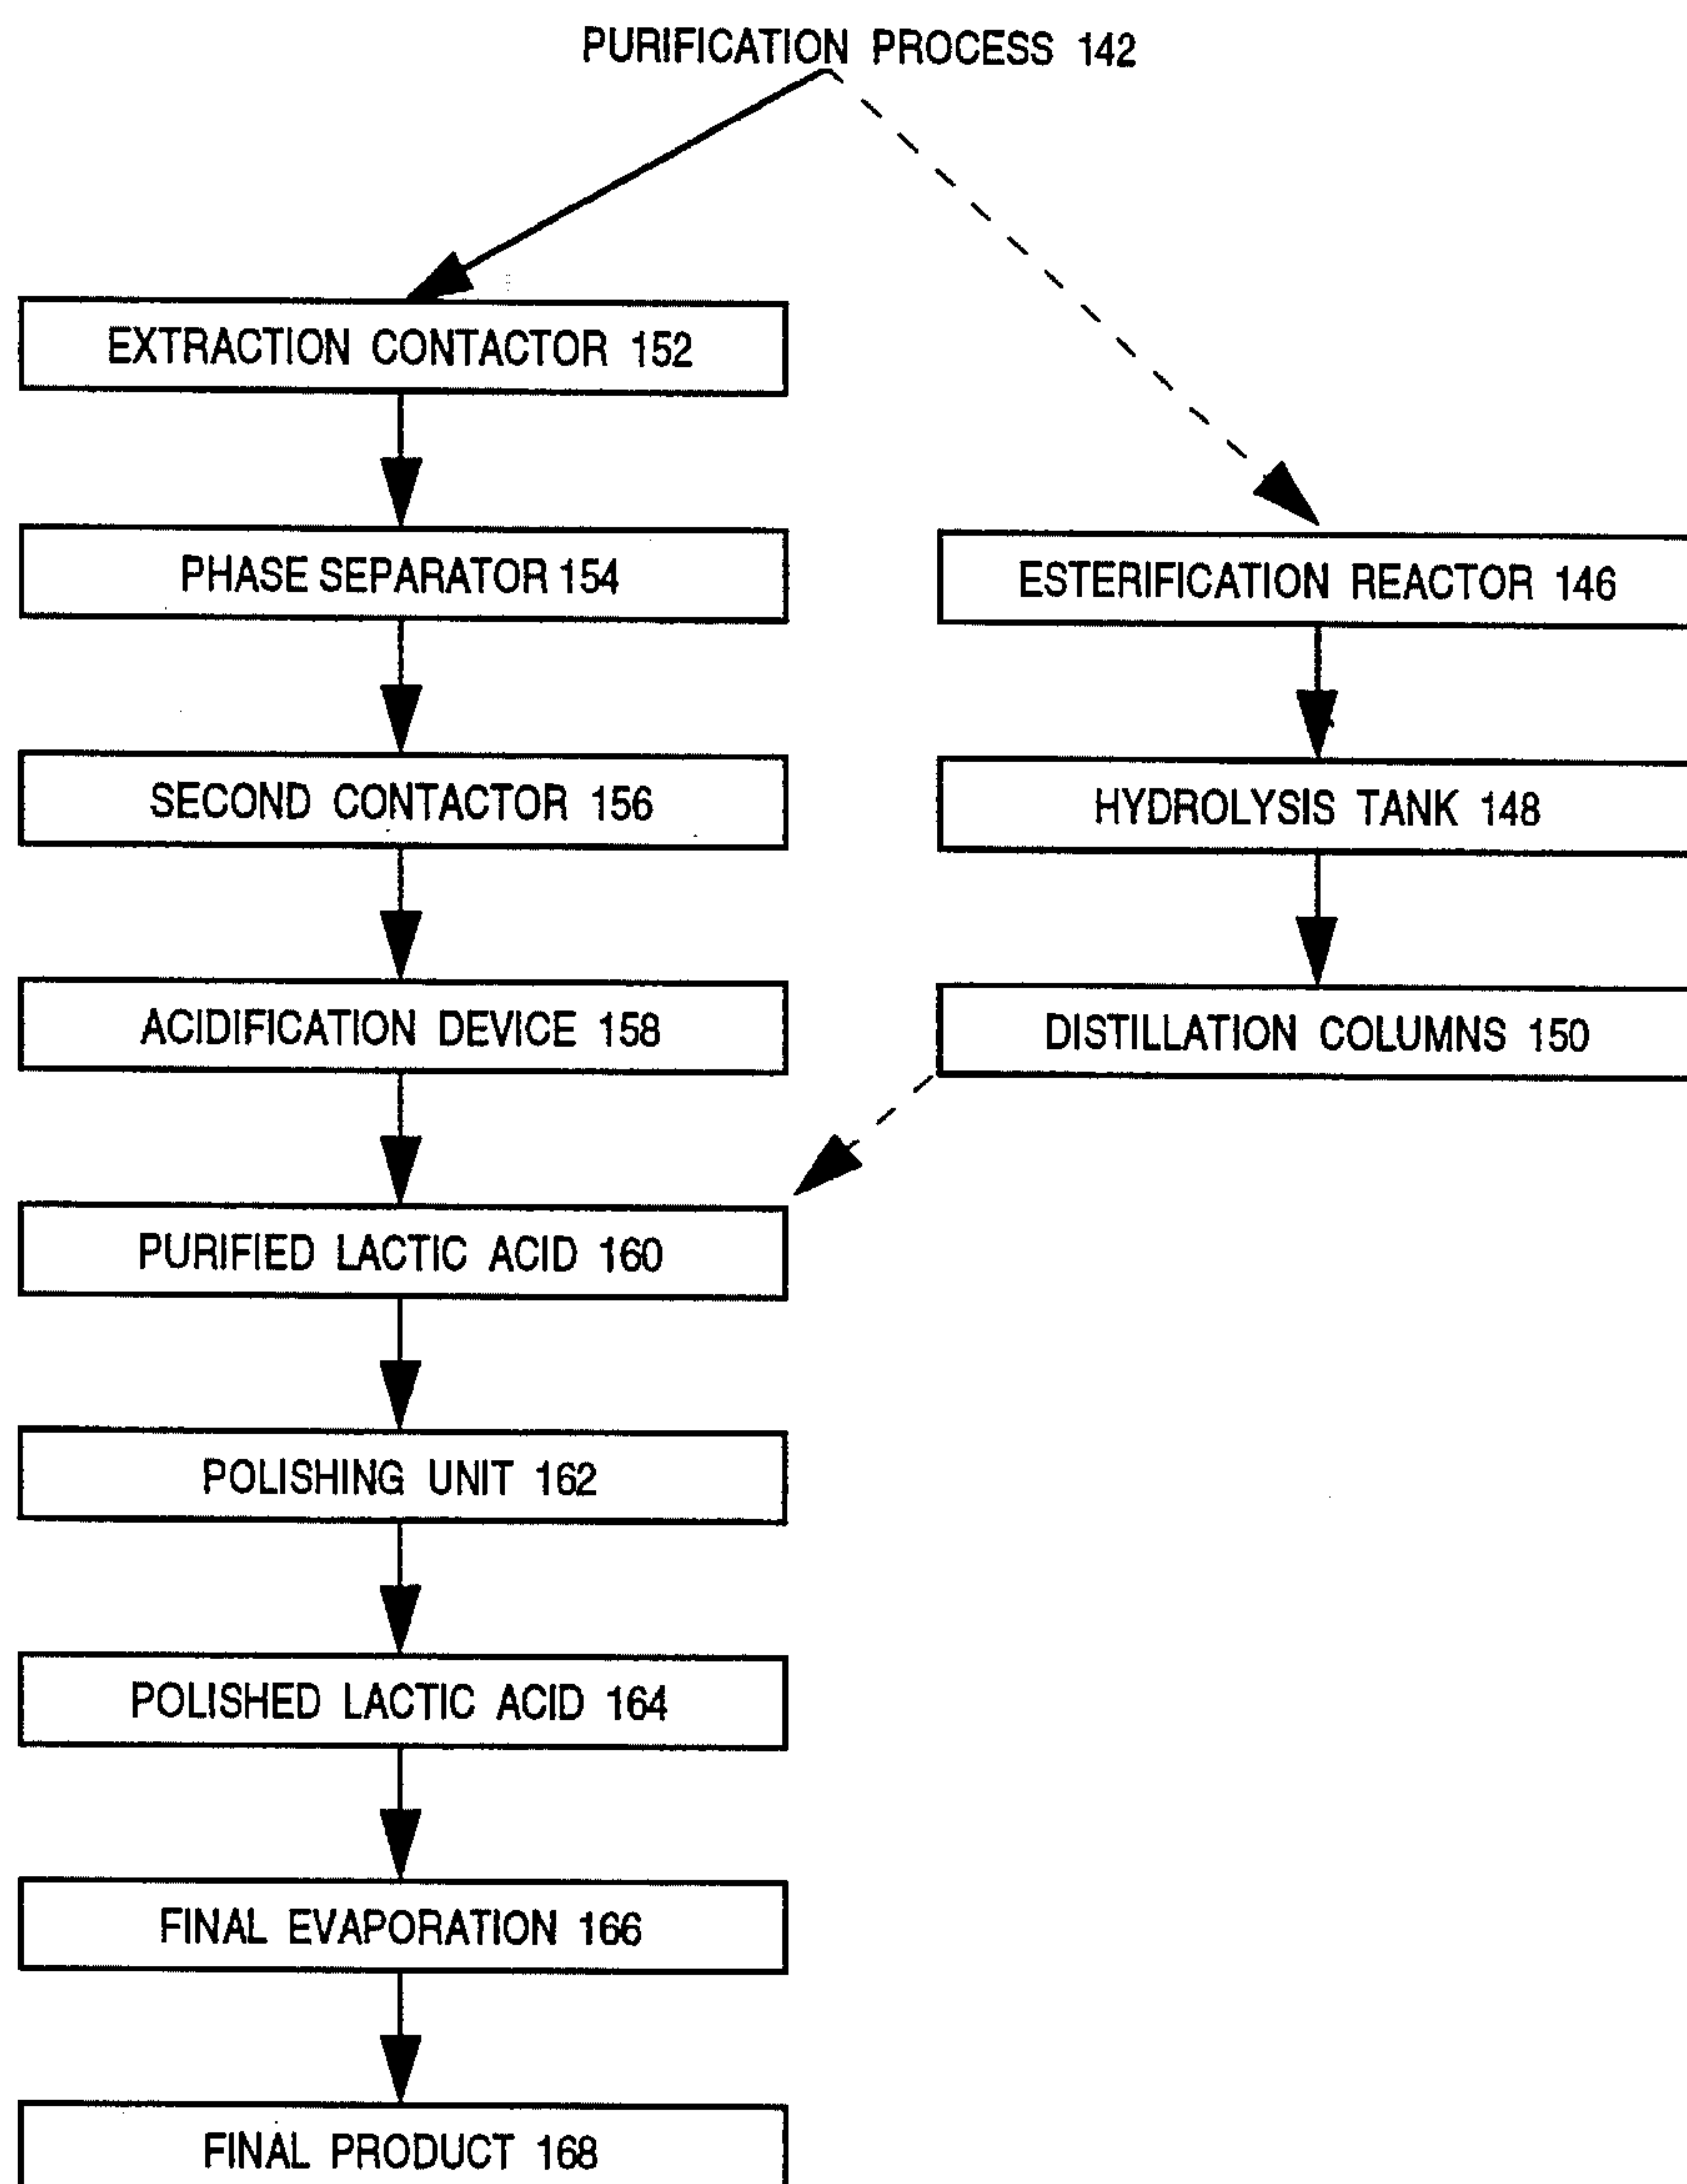 PURIFICATION PROCESS 142
EXTRACTION CONTACTOR 152
PHASE SEPARATOR 154
SECOND CONTACTOR 156
ACIDIFICATION DEVICE 158
PURIFIED LACTIC ACID 160
POLISHING UNIT 162
POLISHED LACTIC ACID 164
FINAL EVAPORATION 166
FINAL PRODUCT 168
ESTERIFICATION REACTOR 146
HYDROLYSIS TANK 148
DISTILLATION COLUMNS 150